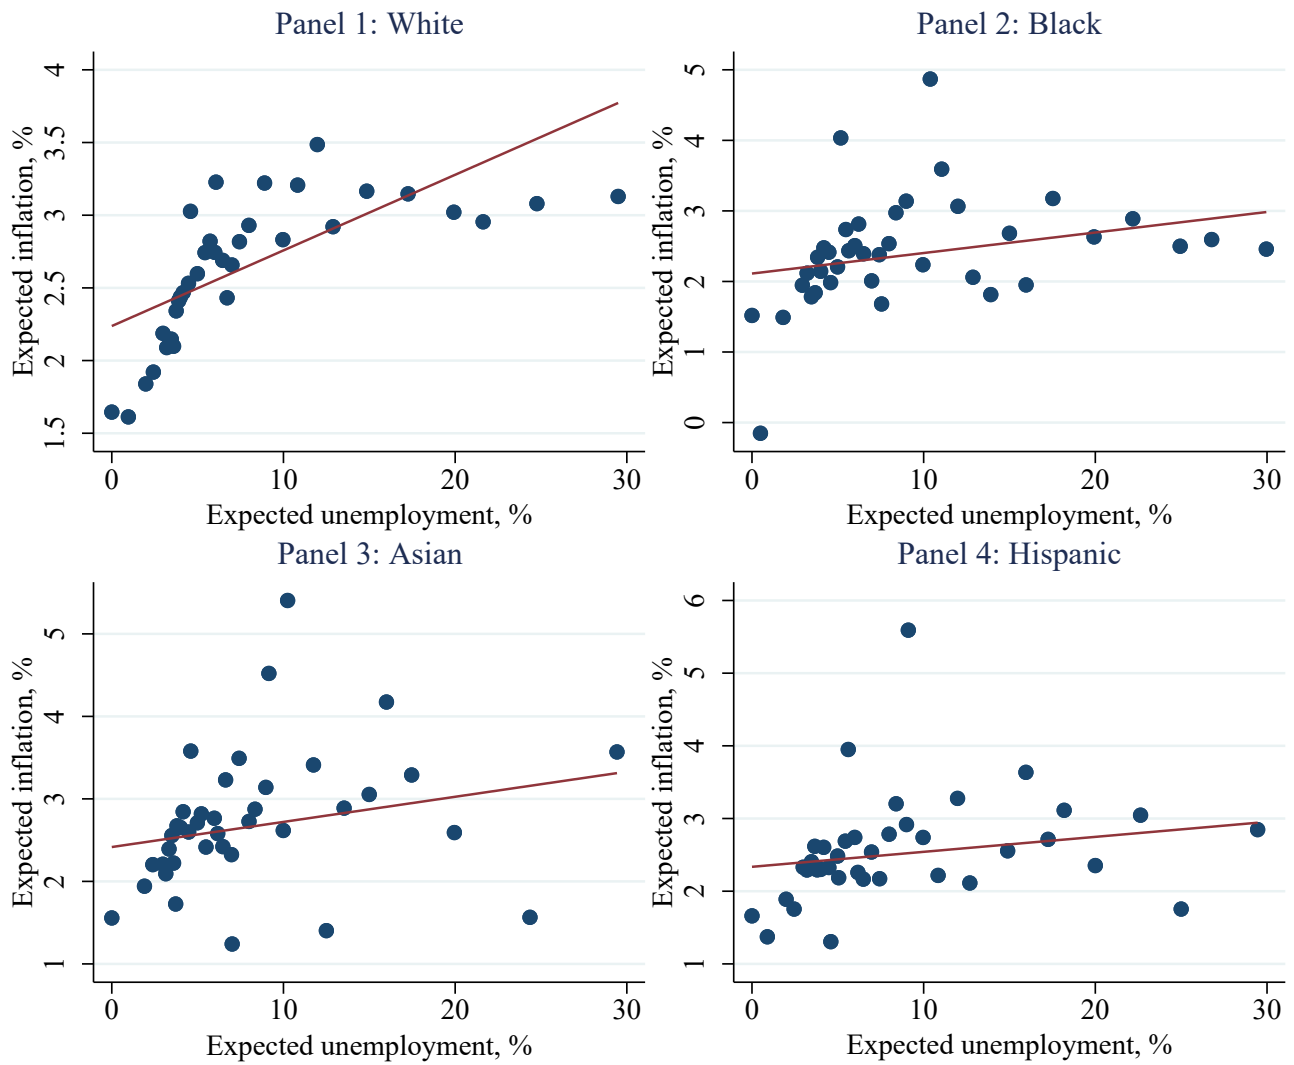 Panel 1: White
Expected inflation, %
4
3.5
3
2.5
2
1.5
0 10 20 30
Expected unemployment, %
Panel 2: Black
Expected inflation, %
5
4
3
2
1
0
0 10 20 30
Expected unemployment, %
Panel 3: Asian
Expected inflation, %
5
4
3
2
1
0 10 20 30
Expected unemployment, %
Panel 4: Hispanic
Expected inflation, %
6
5
4
3
2
1
0 10 20 30
Expected unemployment, %